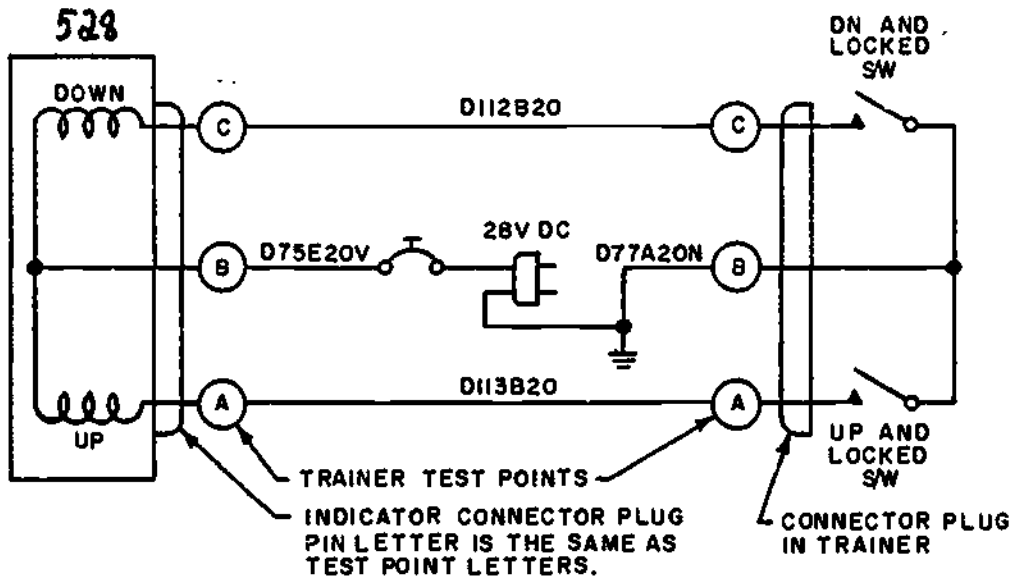 528
DN AND
LOCKED
S/W
DOWN
C
D112B20
C
28V DC
B
D75E20V
D77A20N
B
A
D113B20
A
UP
UP AND
LOCKED
S/W
TRAINER TEST POINTS
INDICATOR CONNECTOR PLUG
PIN LETTER IS THE SAME AS
TEST POINT LETTERS.
CONNECTOR PLUG
IN TRAINER